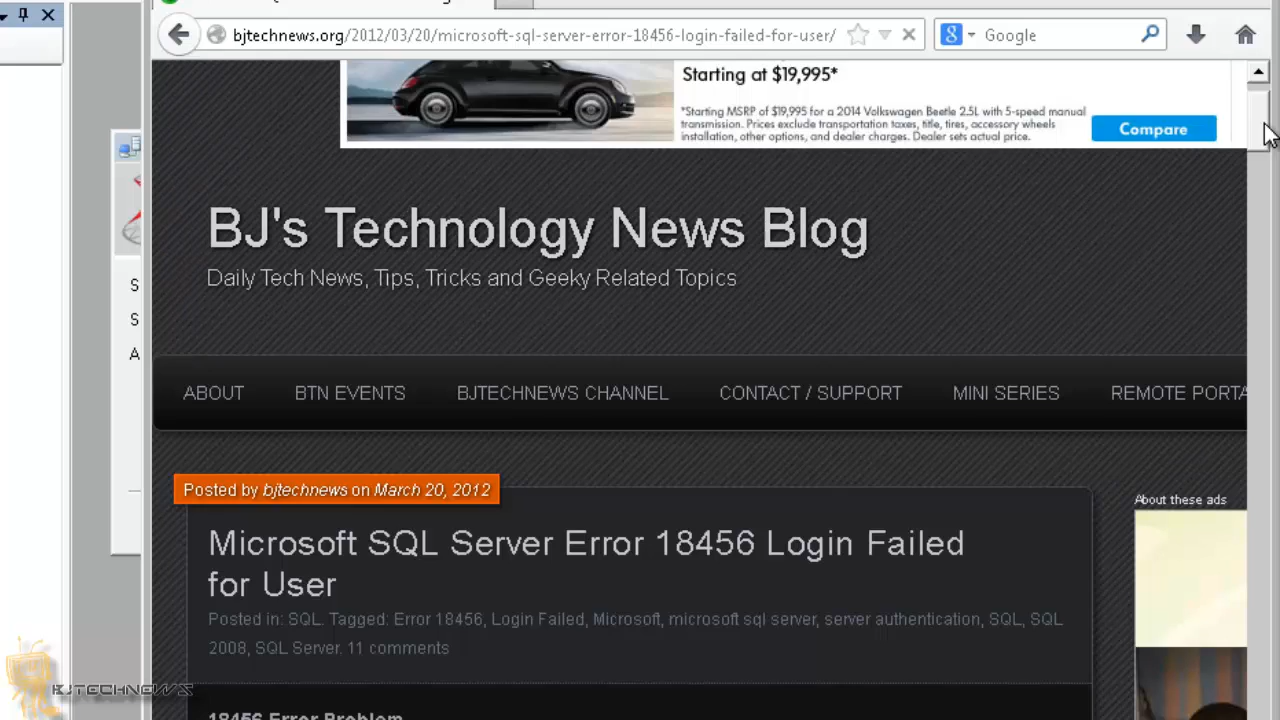 bjtechnews.org/2012/03/20/microsoft-sql-server-error-18456-login-failed-for-user/
Google
Starting at $19,995*
*Starting MSRP of $19,995 for a 2014 Volkswagen Beetle 2.5L with 5-speed manual
transmission. Prices exclude transportation taxes, title, tires, accessory wheels
installation, other options, and dealer charges. Dealer sets actual price.
Compare
BJ's Technology News Blog
Daily Tech News, Tips, Tricks and Geeky Related Topics
S
S
A
ABOUT BTN EVENTS BJTECHNEWS CHANNEL CONTACT / SUPPORT MINI SERIES REMOTE PORTA
Posted by bjtechnews on March 20, 2012
About these ads
Microsoft SQL Server Error 18456 Login Failed
for User
Posted in: SQL. Tagged: Error 18456, Login Failed, Microsoft, microsoft sql server, server authentication, SQL, SQL
2008, SQL Server. 11 comments
BJTECHNEWS
18456 Error Problem